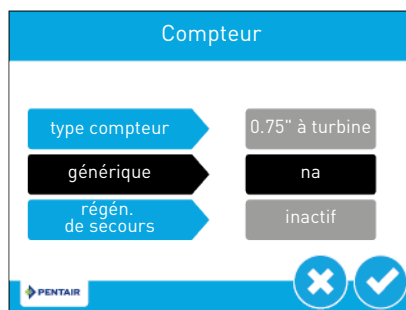 Compteur
type compteur
0.75" à turbine
générique
na
régén.
de secours
inactif
PENTAIR